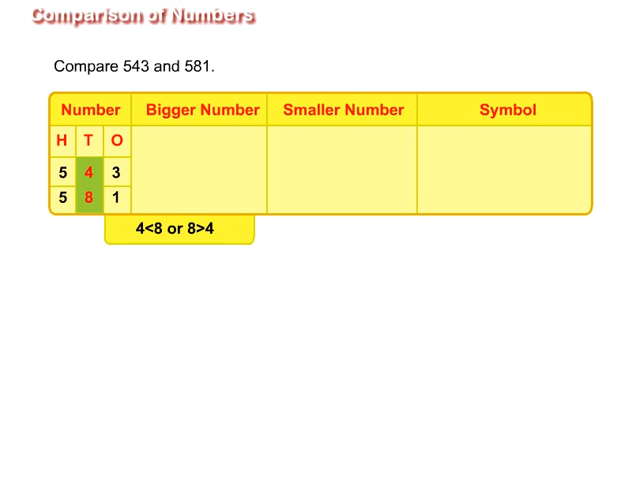 Comparison of Numbers
Compare 543 and 581.
Number Bigger Number Smaller Number Symbol
H T O
5 4 3
5 8 1
4<8 or 8>4